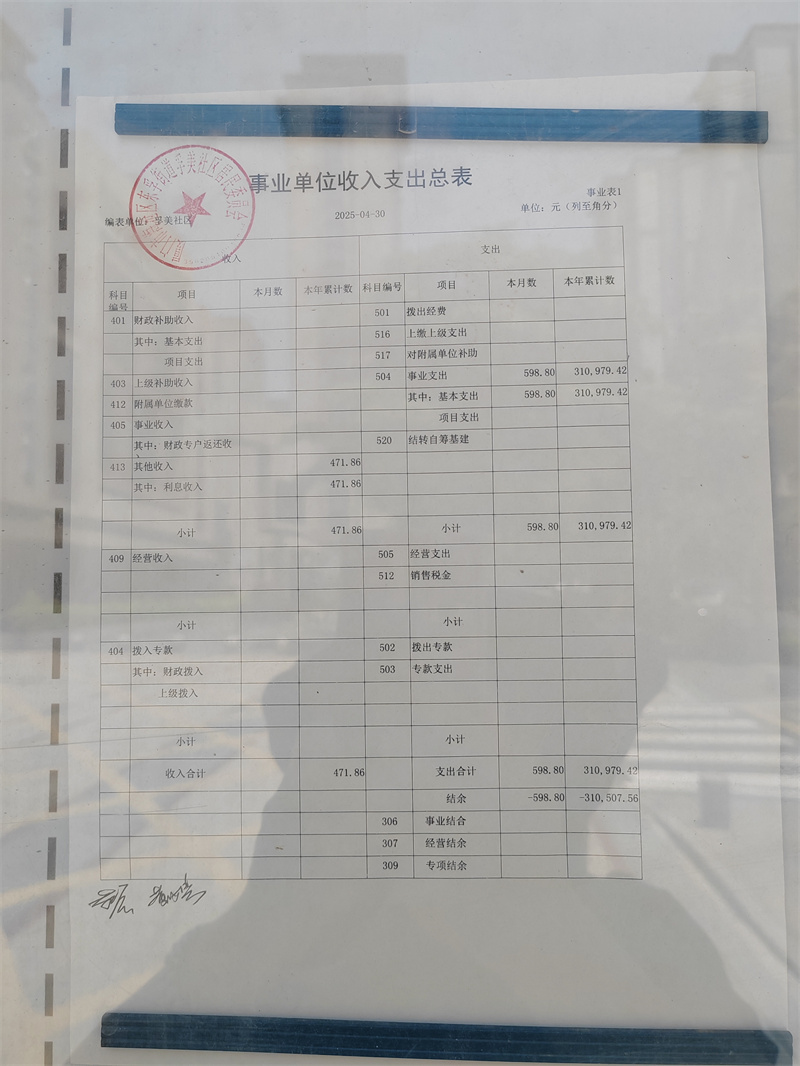 事业单位收入支出总表
事业表1
编表单位：孚美社区
2025-04-30
单位：元（列至角分）
收入 支出
科目编号 项目 本月数 本年累计数 科目编号 项目 本月数 本年累计数
401 财政补助收入 501 拨出经费
其中：基本支出 516 上缴上级支出
项目支出 517 对附属单位补助
403 上级补助收入 504 事业支出 598.80 310,979.42
412 附属单位缴款 其中：基本支出 598.80 310,979.42
405 事业收入 项目支出
其中：财政专户返还收 520 结转自筹基建
413 其他收入 471.86
其中：利息收入 471.86
小计 471.86 小计 598.80 310,979.42
409 经营收入 505 经营支出
512 销售税金
小计 小计
404 拨入专款 502 拨出专款
其中：财政拨入 503 专款支出
上级拨入
小计 小计
收入合计 471.86 支出合计 598.80 310,979.42
结余 -598.80 -310,507.56
306 事业结合
307 经营结余
309 专项结余